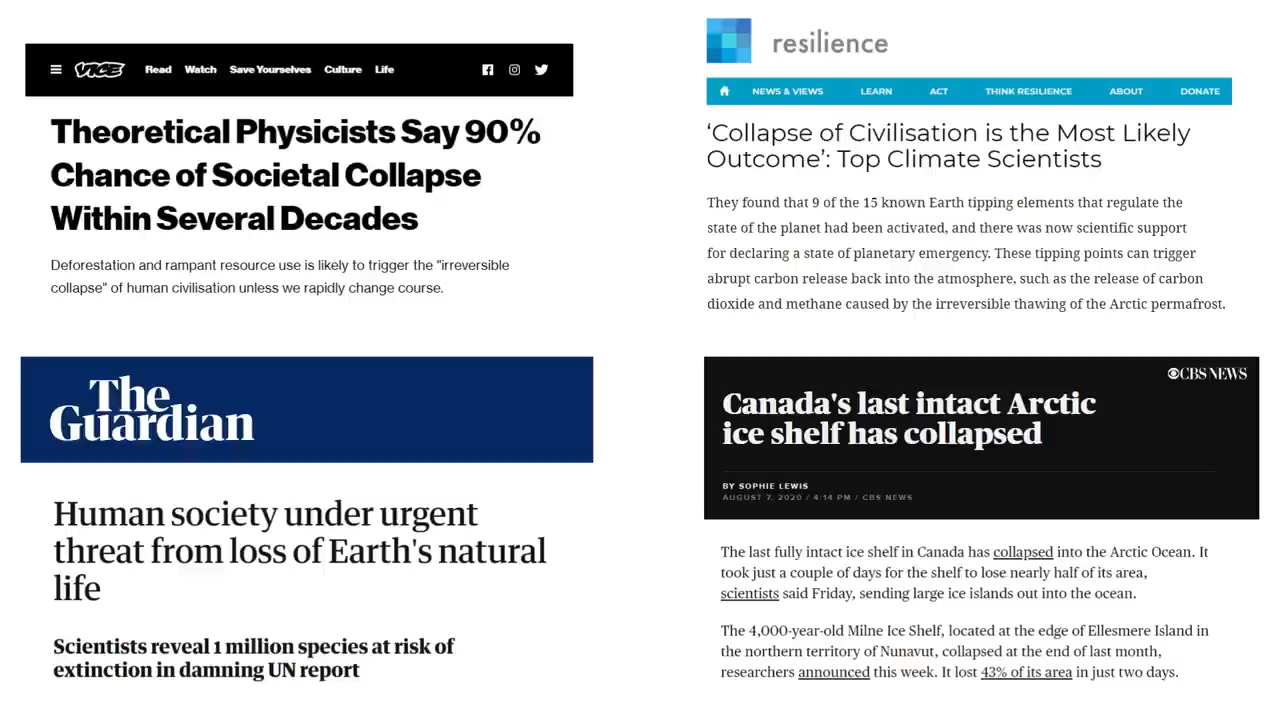 VICE Read Watch Save Yourselves Culture Life
Theoretical Physicists Say 90%
Chance of Societal Collapse
Within Several Decades
Deforestation and rampant resource use is likely to trigger the "irreversible
collapse" of human civilisation unless we rapidly change course.
resilience
NEWS & VIEWS LEARN ACT THINK RESILIENCE ABOUT DONATE
‘Collapse of Civilisation is the Most Likely
Outcome’: Top Climate Scientists
They found that 9 of the 15 known Earth tipping elements that regulate the
state of the planet had been activated, and there was now scientific support
for declaring a state of planetary emergency. These tipping points can trigger
abrupt carbon release back into the atmosphere, such as the release of carbon
dioxide and methane caused by the irreversible thawing of the Arctic permafrost.
The
Guardian
Human society under urgent
threat from loss of Earth's natural
life
Scientists reveal 1 million species at risk of
extinction in damning UN report
CBS NEWS
Canada's last intact Arctic
ice shelf has collapsed
BY SOPHIE LEWIS
AUGUST 7, 2020 / 4:14 PM / CBS NEWS
The last fully intact ice shelf in Canada has collapsed into the Arctic Ocean. It
took just a couple of days for the shelf to lose nearly half of its area,
scientists said Friday, sending large ice islands out into the ocean.
The 4,000-year-old Milne Ice Shelf, located at the edge of Ellesmere Island in
the northern territory of Nunavut, collapsed at the end of last month,
researchers announced this week. It lost 43% of its area in just two days.